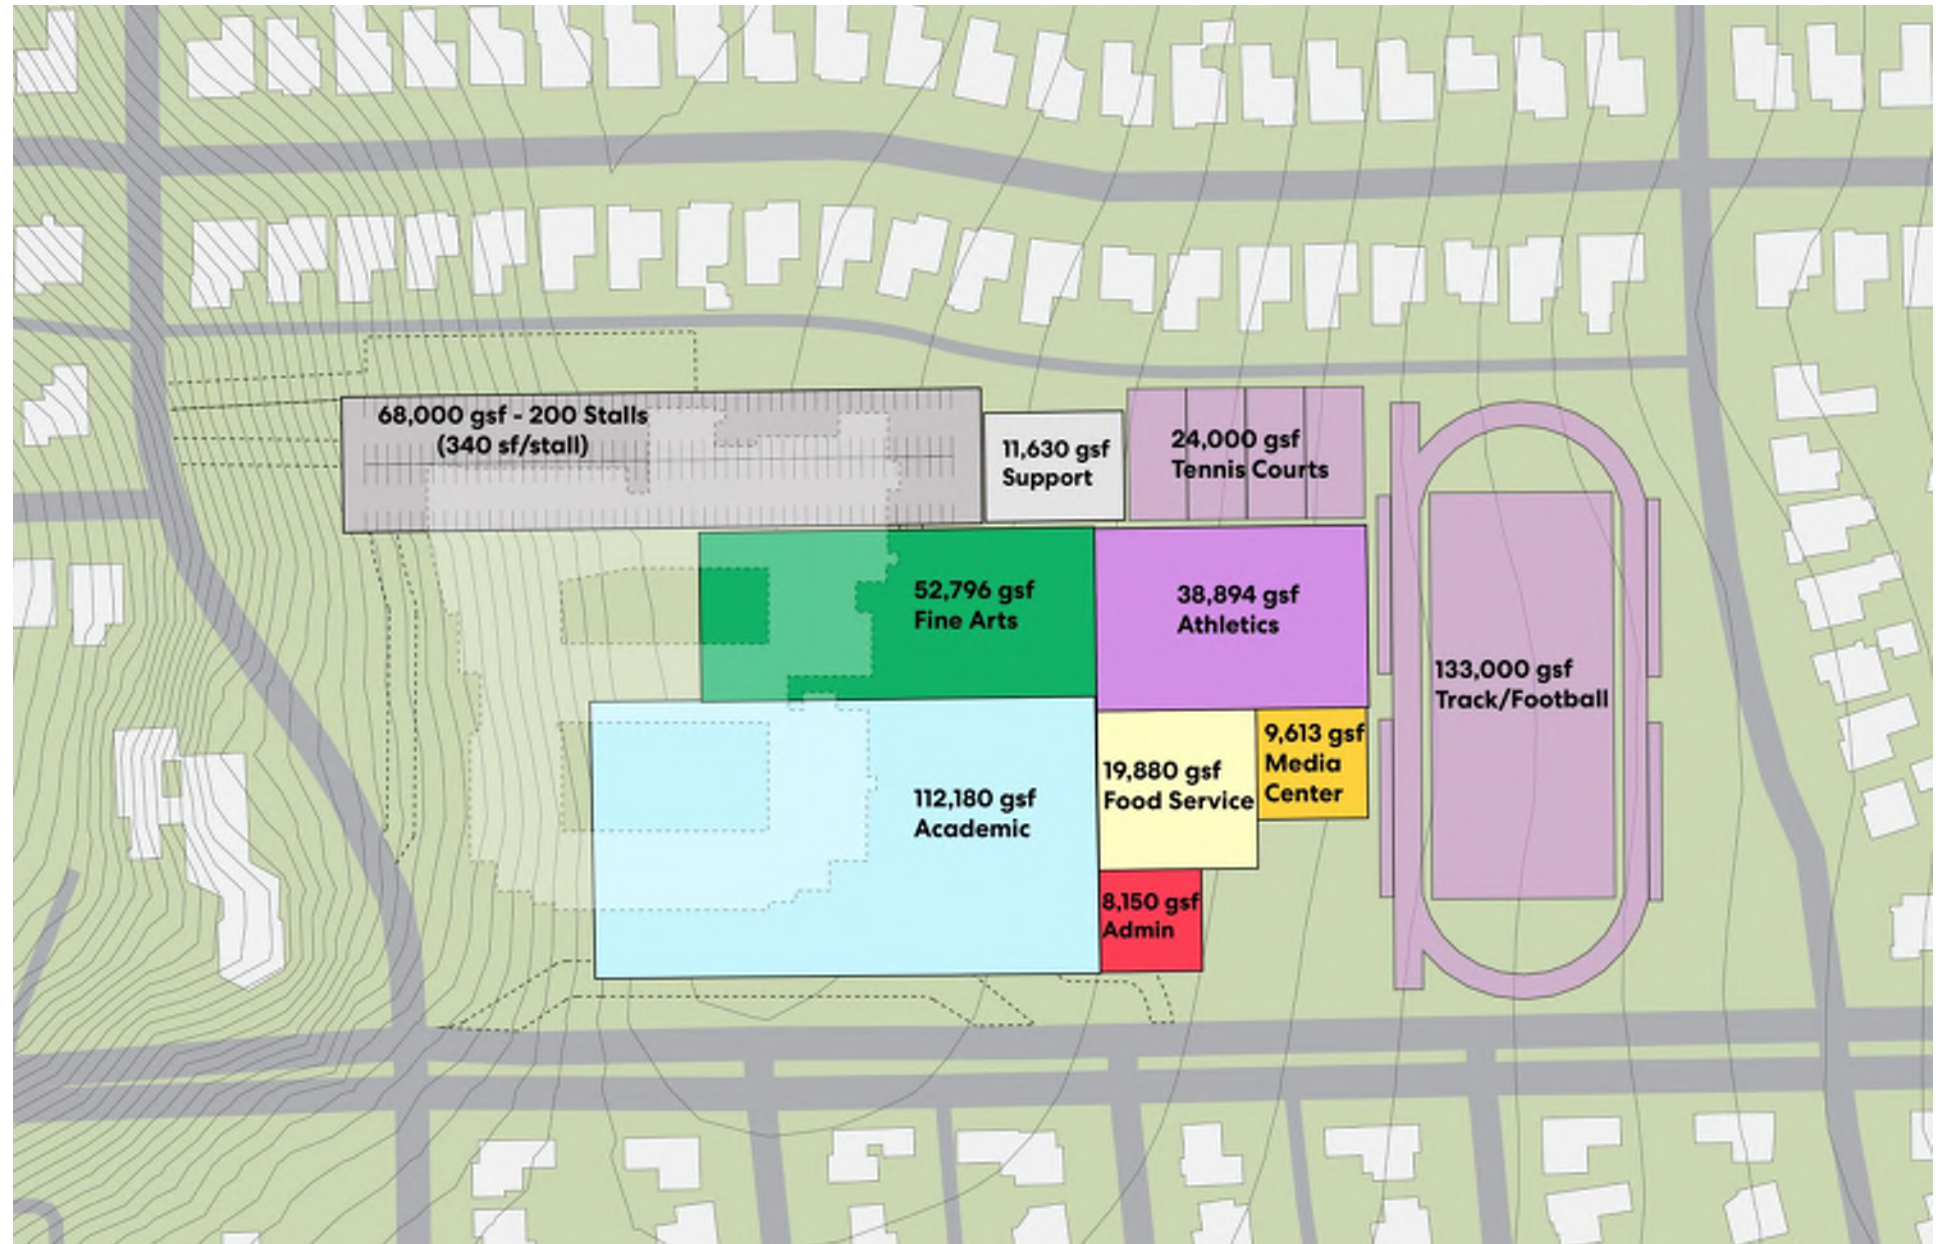 68,000 gsf - 200 Stalls
(340 sf/stall)
11,630 gsf
Support
24,000 gsf
Tennis Courts
52,796 gsf
Fine Arts
38,894 gsf
Athletics
133,000 gsf
Track/Football
112,180 gsf
Academic
19,880 gsf
Food Service
9,613 gsf
Media
Center
8,150 gsf
Admin